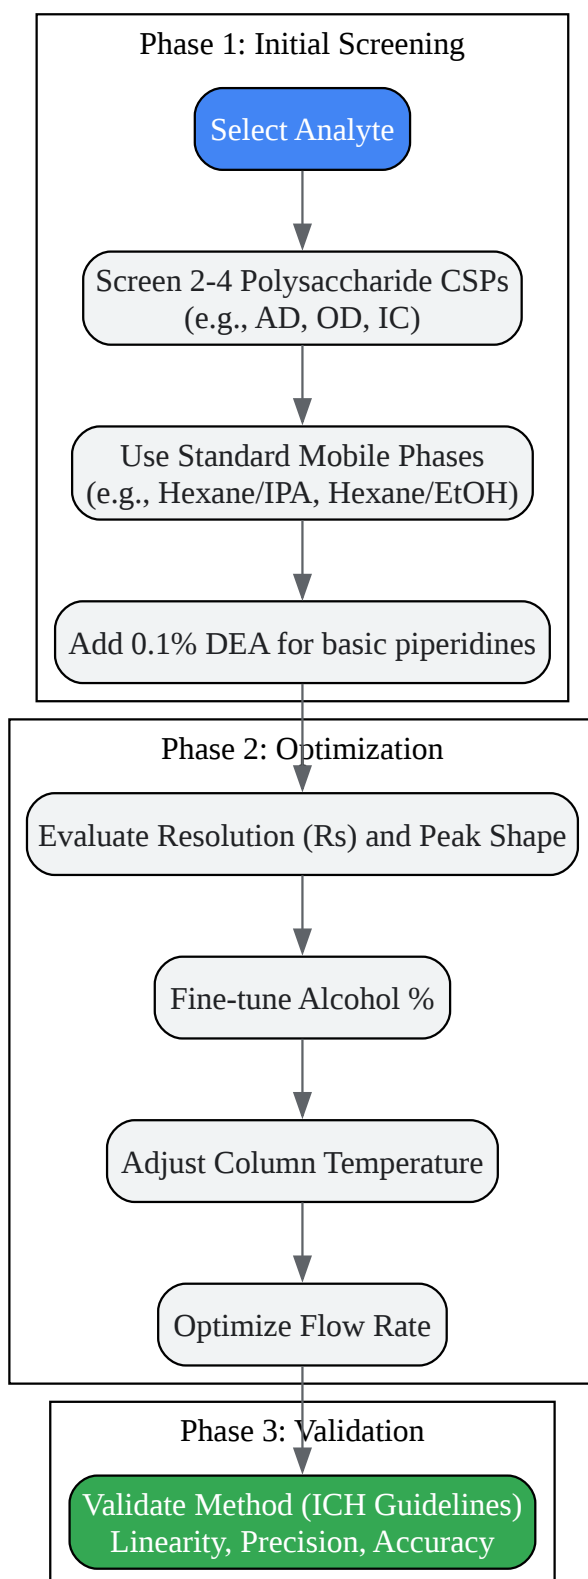 Phase 1: Initial Screening
Select Analyte
Screen 2-4 Polysaccharide CSPs
(e.g., AD, OD, IC)
Use Standard Mobile Phases
(e.g., Hexane/IPA, Hexane/EtOH)
Add 0.1% DEA for basic piperidines
Phase 2: Optimization
Evaluate Resolution (Rs) and Peak Shape
Fine-tune Alcohol %
Adjust Column Temperature
Optimize Flow Rate
Phase 3: Validation
Validate Method (ICH Guidelines)
Linearity, Precision, Accuracy